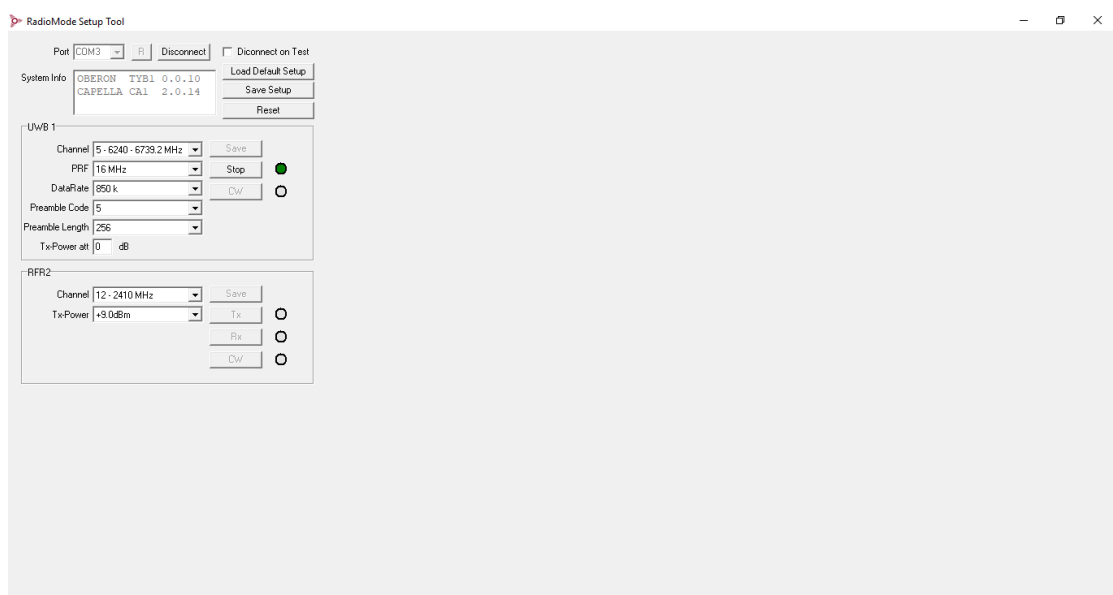 RadioMode Setup Tool
Port COM3 R Disconnect Diconnect on Test
System Info OBERON TYB1 0.0.10 Load Default Setup
CAPELLA CA1 2.0.14 Save Setup
Reset
UWB 1
Channel 5 - 6240 - 6739.2 MHz Save
PRF 16 MHz Stop
DataRate 850 k CW
Preamble Code 5
Preamble Length 256
Tx-Power att 0 dB
RFR2
Channel 12 - 2410 MHz Save
Tx-Power +9.0dBm Tx
Rx
CW